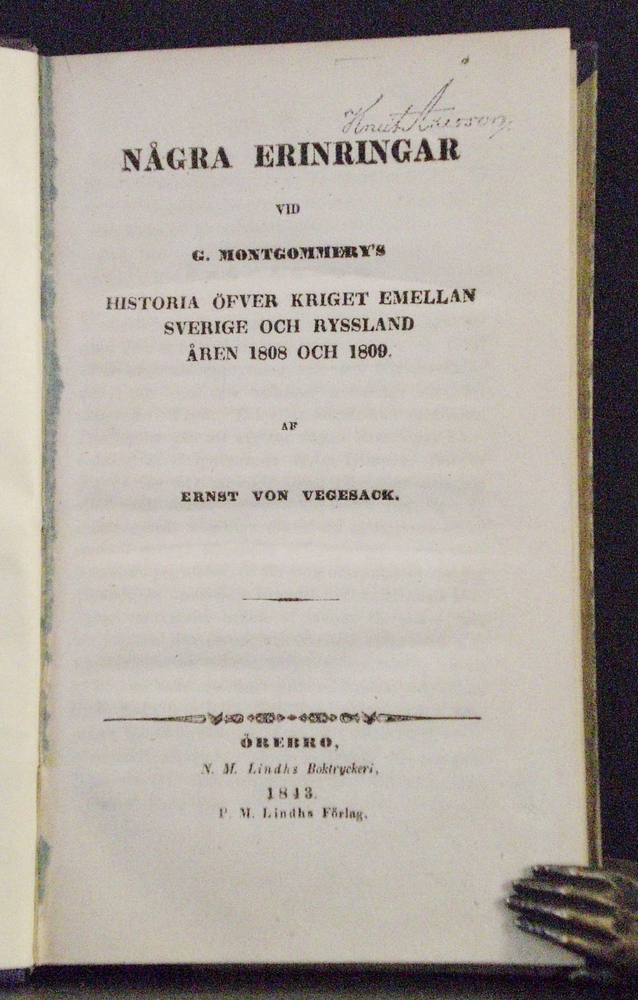 Knut
NÅGRA ERINRINGAR
VID
G. MONTGOMMERY'S
HISTORIA ÖFVER KRIGET EMELLAN
SVERIGE OCH RYSSLAND
ÅREN 1808 OCH 1809.
AF
ERNST VON VEGESACK.
ÖREBRO,
N. M. Lindhs Boktryckeri,
1843.
P. M. Lindhs Förlag.